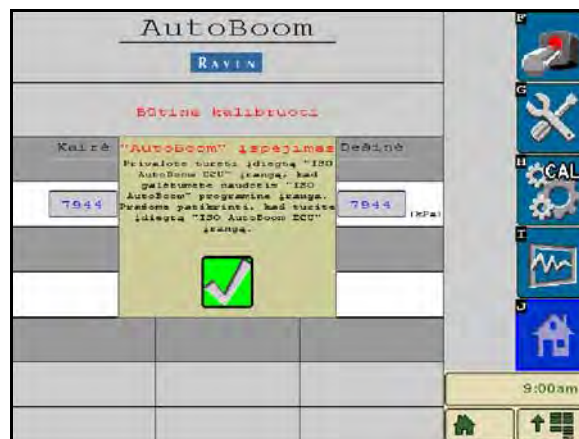 AutoBoom
RAVEN
Būtina kalibruoti
Kairė
"AutoBoom" įspėjimas
Dešinė
Privalote turėti įdiegtą "ISO
AutoBoom ECU" įrangą, kad
galėtumėte naudotis "ISO
AutoBoom" programine įranga.
Prašome patikrinti, kad turite
įdiegtą "ISO AutoBoom ECU"
įrangą.
7944
7944
(kPa)
F
G
H
CAL
I
J
9:00am